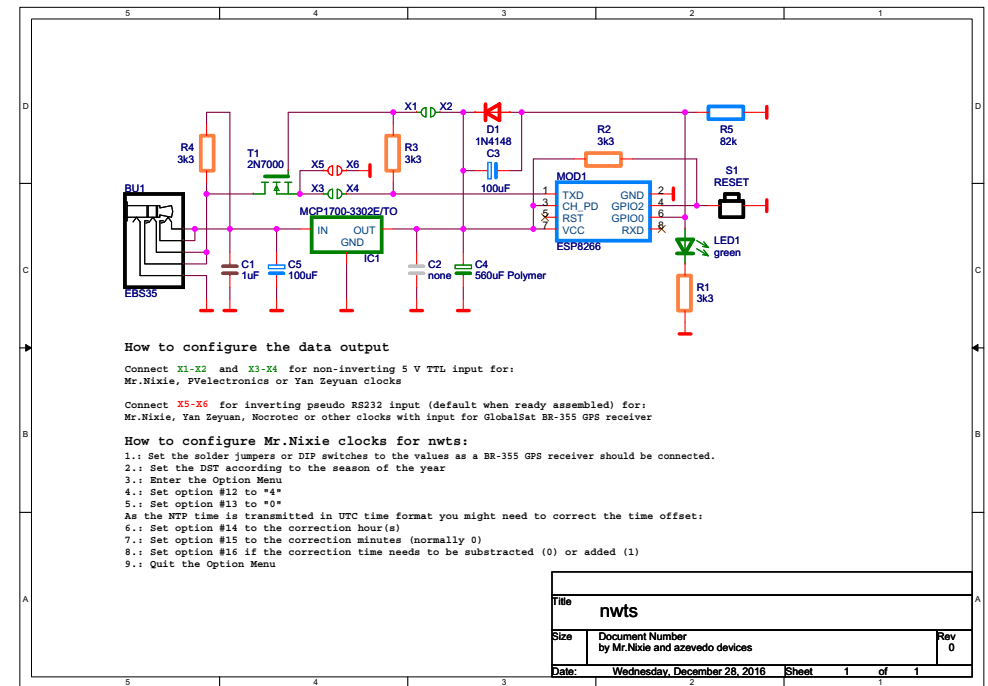 5 4 3 2 1
D D
X1 X2
D1
1N4148
R5
82k
R4
3k3
T1
2N7000
R3
3k3
C3
100uF
R2
3k3
X5 X6
X3 X4
MOD1
S1
RESET
1 TXD GND 2
3 CH_PD GPIO2 4
5 RST GPIO0 6
7 VCC RXD 8
ESP8266
BU1
EBS35
MCP1700-3302E/TO
IN OUT
GND
IC1
LED1
green
C C
C1
1uF
C5
100uF
C2
none
C4
560uF Polymer
R1
3k3
How to configure the data output
Connect X1-X2 and X3-X4 for non-inverting 5 V TTL input for:
Mr.Nixie, PVelectronics or Yan Zeyuan clocks
Connect X5-X6 for inverting pseudo RS232 input (default when ready assembled) for:
Mr.Nixie, Yan Zeyuan, Nocrotec or other clocks with input for GlobalSat BR-355 GPS receiver
B B
How to configure Mr.Nixie clocks for nwts:
1.: Set the solder jumpers or DIP switches to the values as a BR-355 GPS receiver should be connected.
2.: Set the DST according to the season of the year
3.: Enter the Option Menu
4.: Set option #12 to "4"
5.: Set option #13 to "0"
As the NTP time is transmitted in UTC time format you might need to correct the time offset:
6.: Set option #14 to the correction hour(s)
7.: Set option #15 to the correction minutes (normally 0)
8.: Set option #16 if the correction time needs to be substracted (0) or added (1)
9.: Quit the Option Menu
A A
Title
nwts
Size Document Number Rev
by Mr.Nixie and azevedo devices 0
Date: Wednesday, December 28, 2016 Sheet 1 of 1
5 4 3 2 1